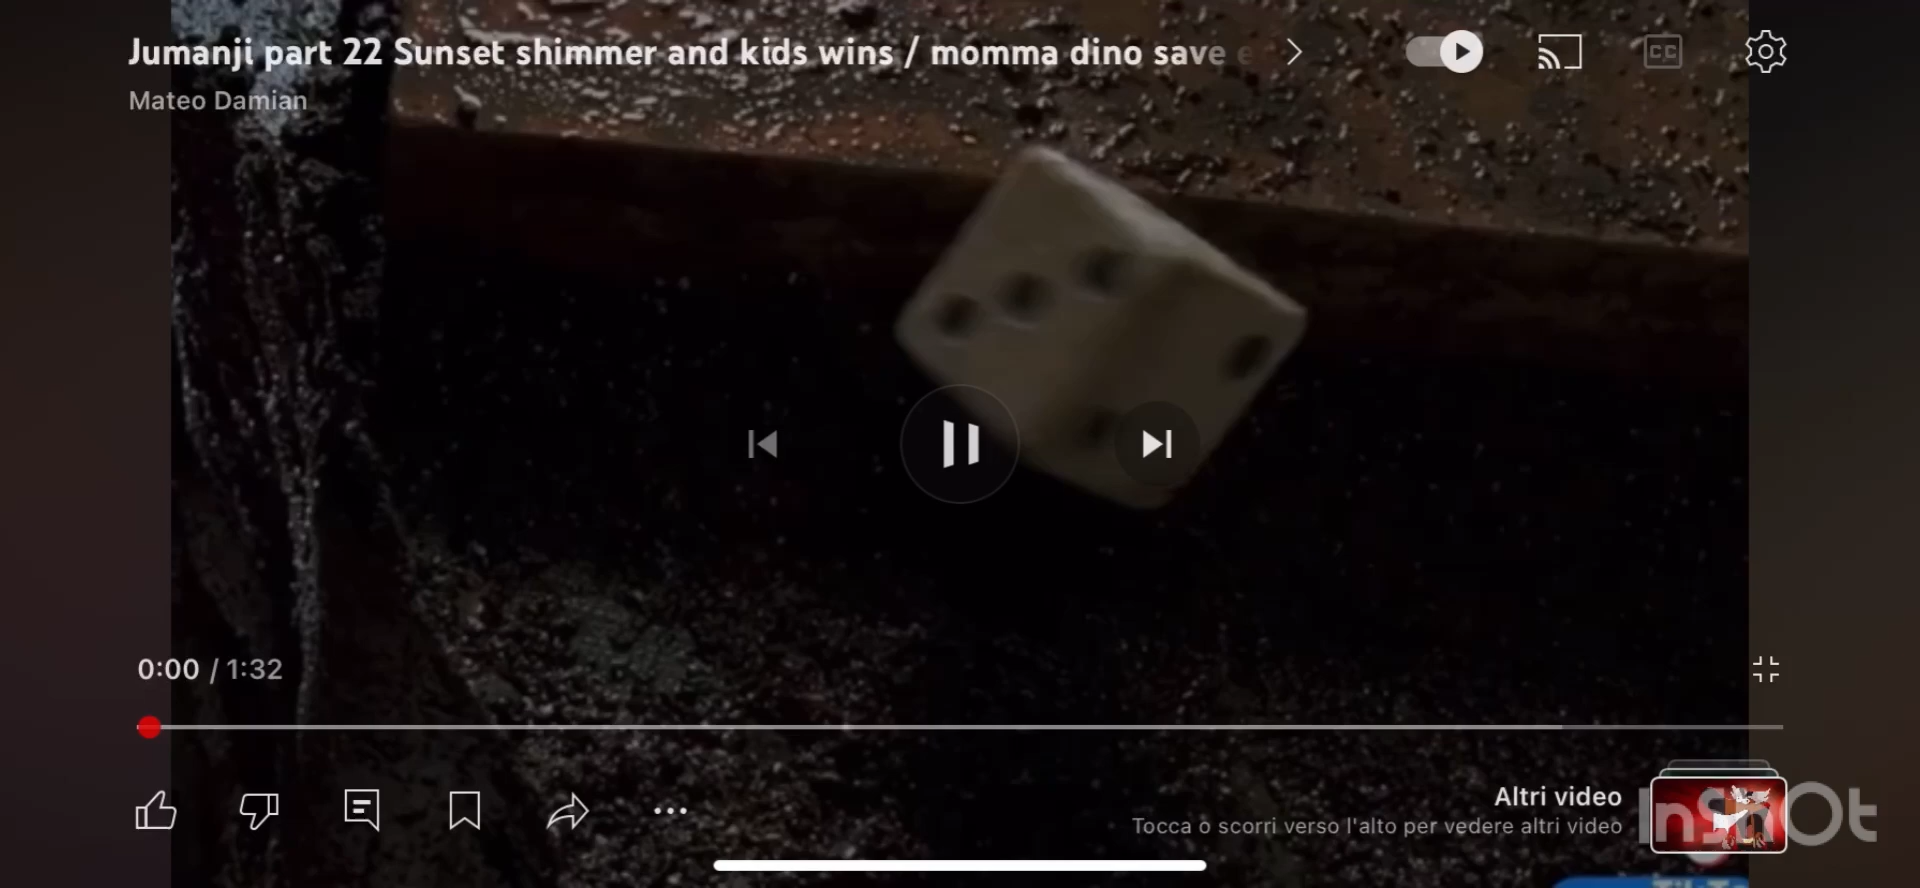 Jumanji part 22 Sunset shimmer and kids wins / momma dino save
Mateo Damian
CC
0:00 / 1:32
Altri video
Tocca o scorri verso l'alto per vedere altri video
InShOt